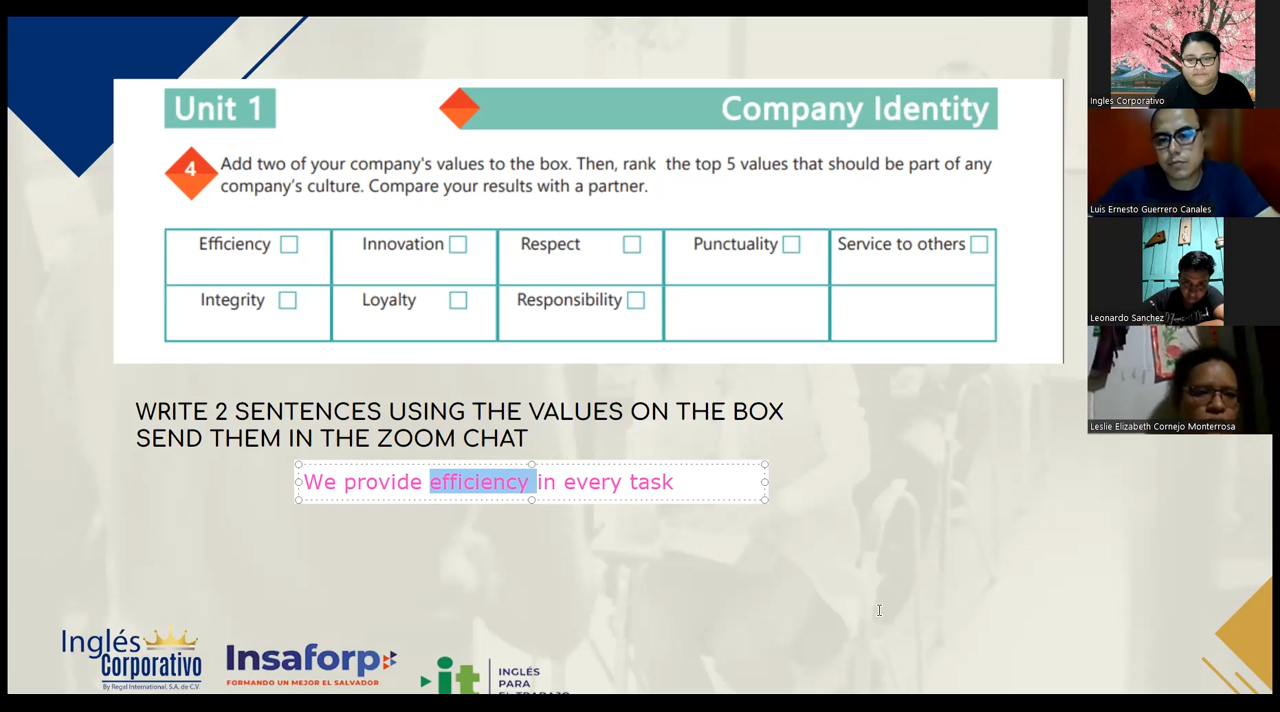 Unit 1
Company Identity
4
Add two of your company's values to the box. Then, rank the top 5 values that should be part of any
company's culture. Compare your results with a partner.
Efficiency
Innovation
Respect
Punctuality
Service to others
Integrity
Loyalty
Responsibility
WRITE 2 SENTENCES USING THE VALUES ON THE BOX
SEND THEM IN THE ZOOM CHAT
We provide efficiency in every task
Inglés
Corporativo
By Regal International, S.A. de C.V.
Insaforp
FORMANDO UN MEJOR EL SALVADOR
it
INGLÉS
PARA
EL TRABAJO
Ingles Corporativo
Luis Ernesto Guerrero Canales
Leonardo Sanchez
Leslie Elizabeth Cornejo Monterrosa